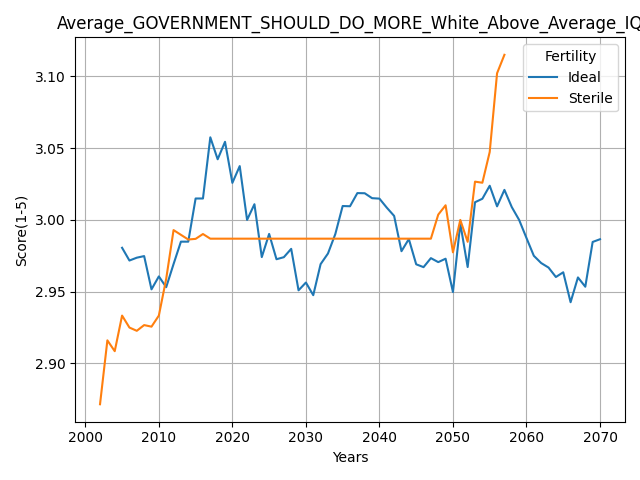 Average_GOVERNMENT_SHOULD_DO_MORE_White_Above_Average_IQ
Fertility
Ideal
Sterile
3.10
3.05
3.00
2.95
2.90
Score(1-5)
2000 2010 2020 2030 2040 2050 2060 2070
Years